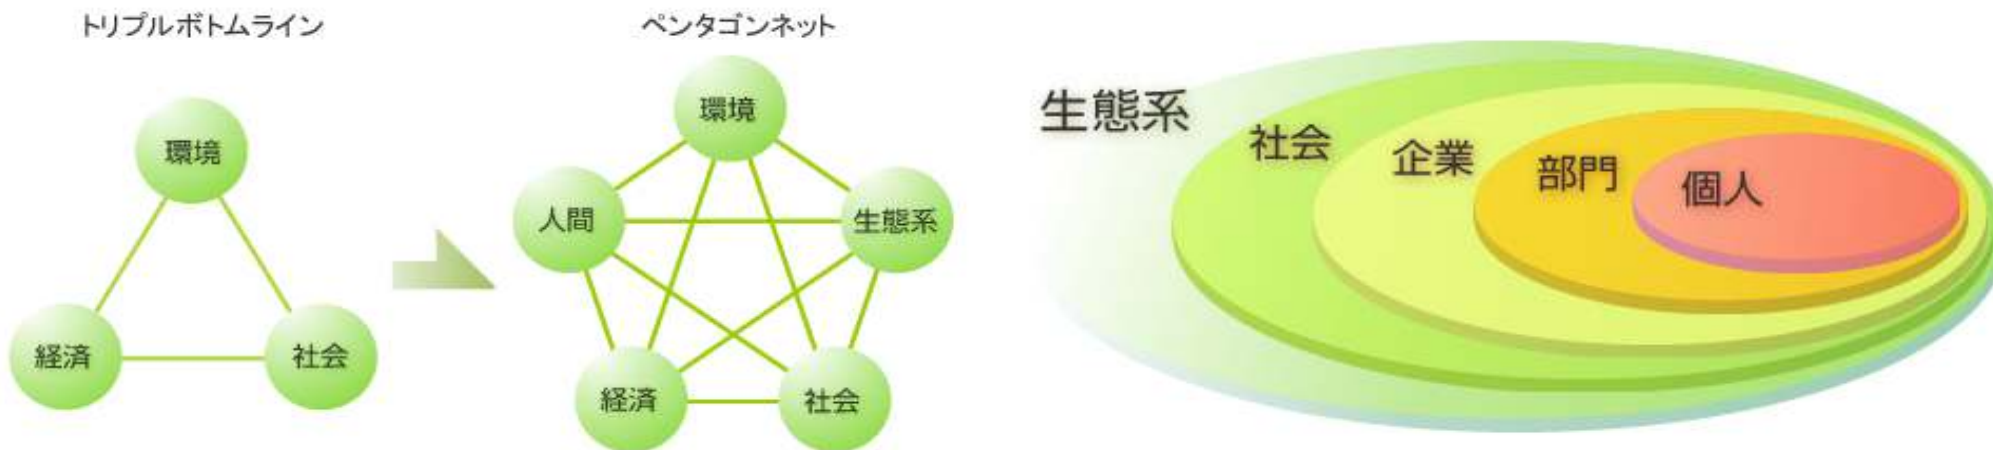 トリプルボトムライン
環境
経済
社会
ペンタゴンネット
環境
人間
生態系
経済
社会
生態系
社会
企業
部門
個人